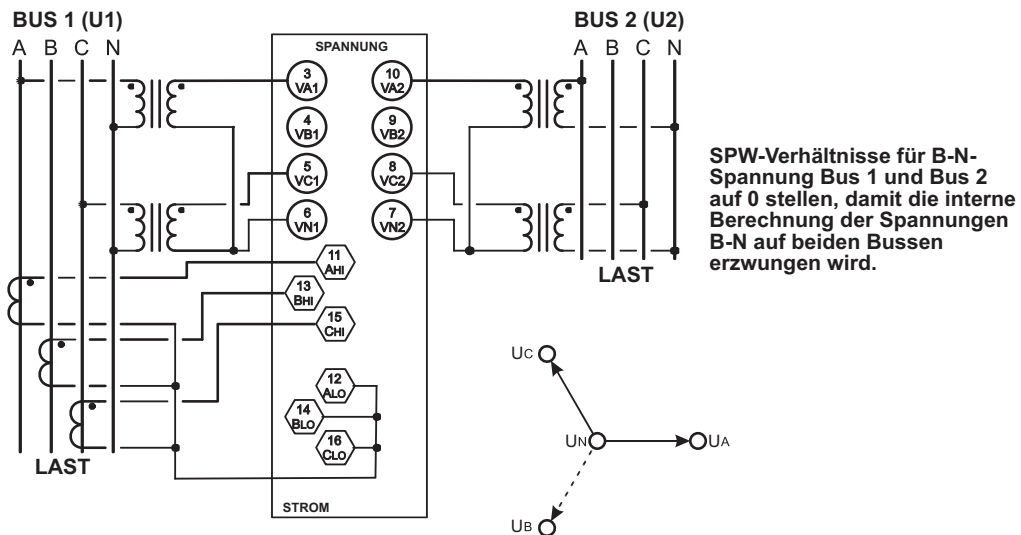 BUS 1 (U1)
A B C N
SPANNUNG
BUS 2 (U2)
A B C N
3
VA1
10
VA2
4
VB1
9
VB2
5
VC1
8
VC2
6
VN1
7
VN2
11
AHI
13
BHI
15
CHI
12
ALO
14
BLO
16
CLO
STROM
LAST
LAST
SPW-Verhältnisse für B-N-
Spannung Bus 1 und Bus 2
auf 0 stellen, damit die interne
Berechnung der Spannungen
B-N auf beiden Bussen
erzwungen wird.
UC
UN
UA
UB